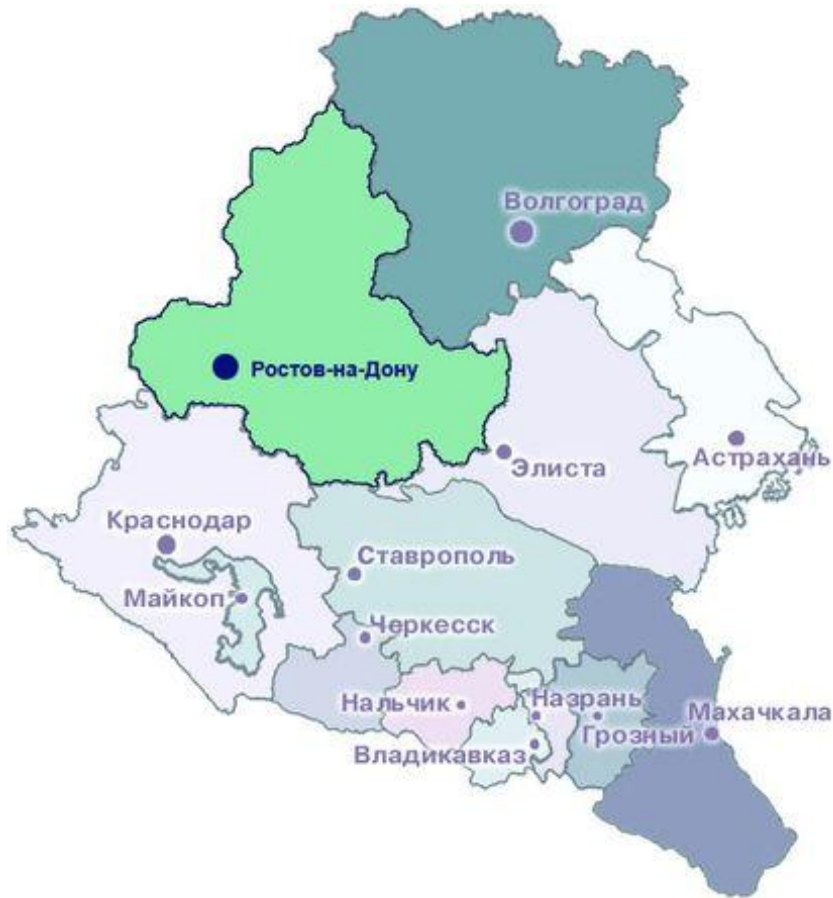 Волгоград
Ростов-на-Дону
Астрахань
Элиста
Краснодар
Ставрополь
Майкоп
Черкесск
Нальчик
Назрань
Махачкала
Грозный
Владикавказ